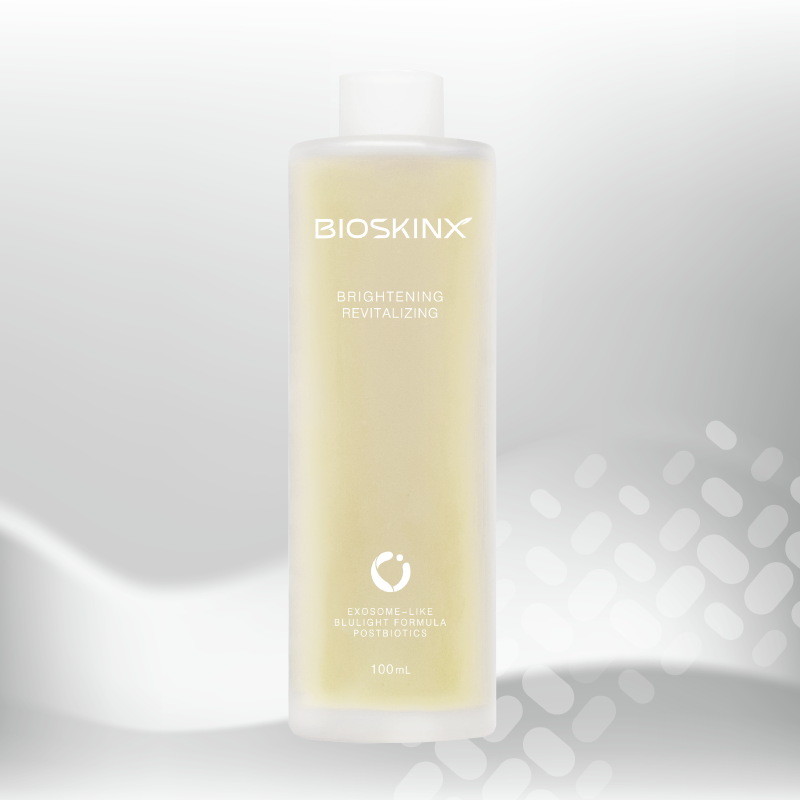 BIOSKINX
BRIGHTENING
REVITALIZING
EXOSOME-LIKE
BLULIGHT FORMULA
POSTBIOTICS
100mL